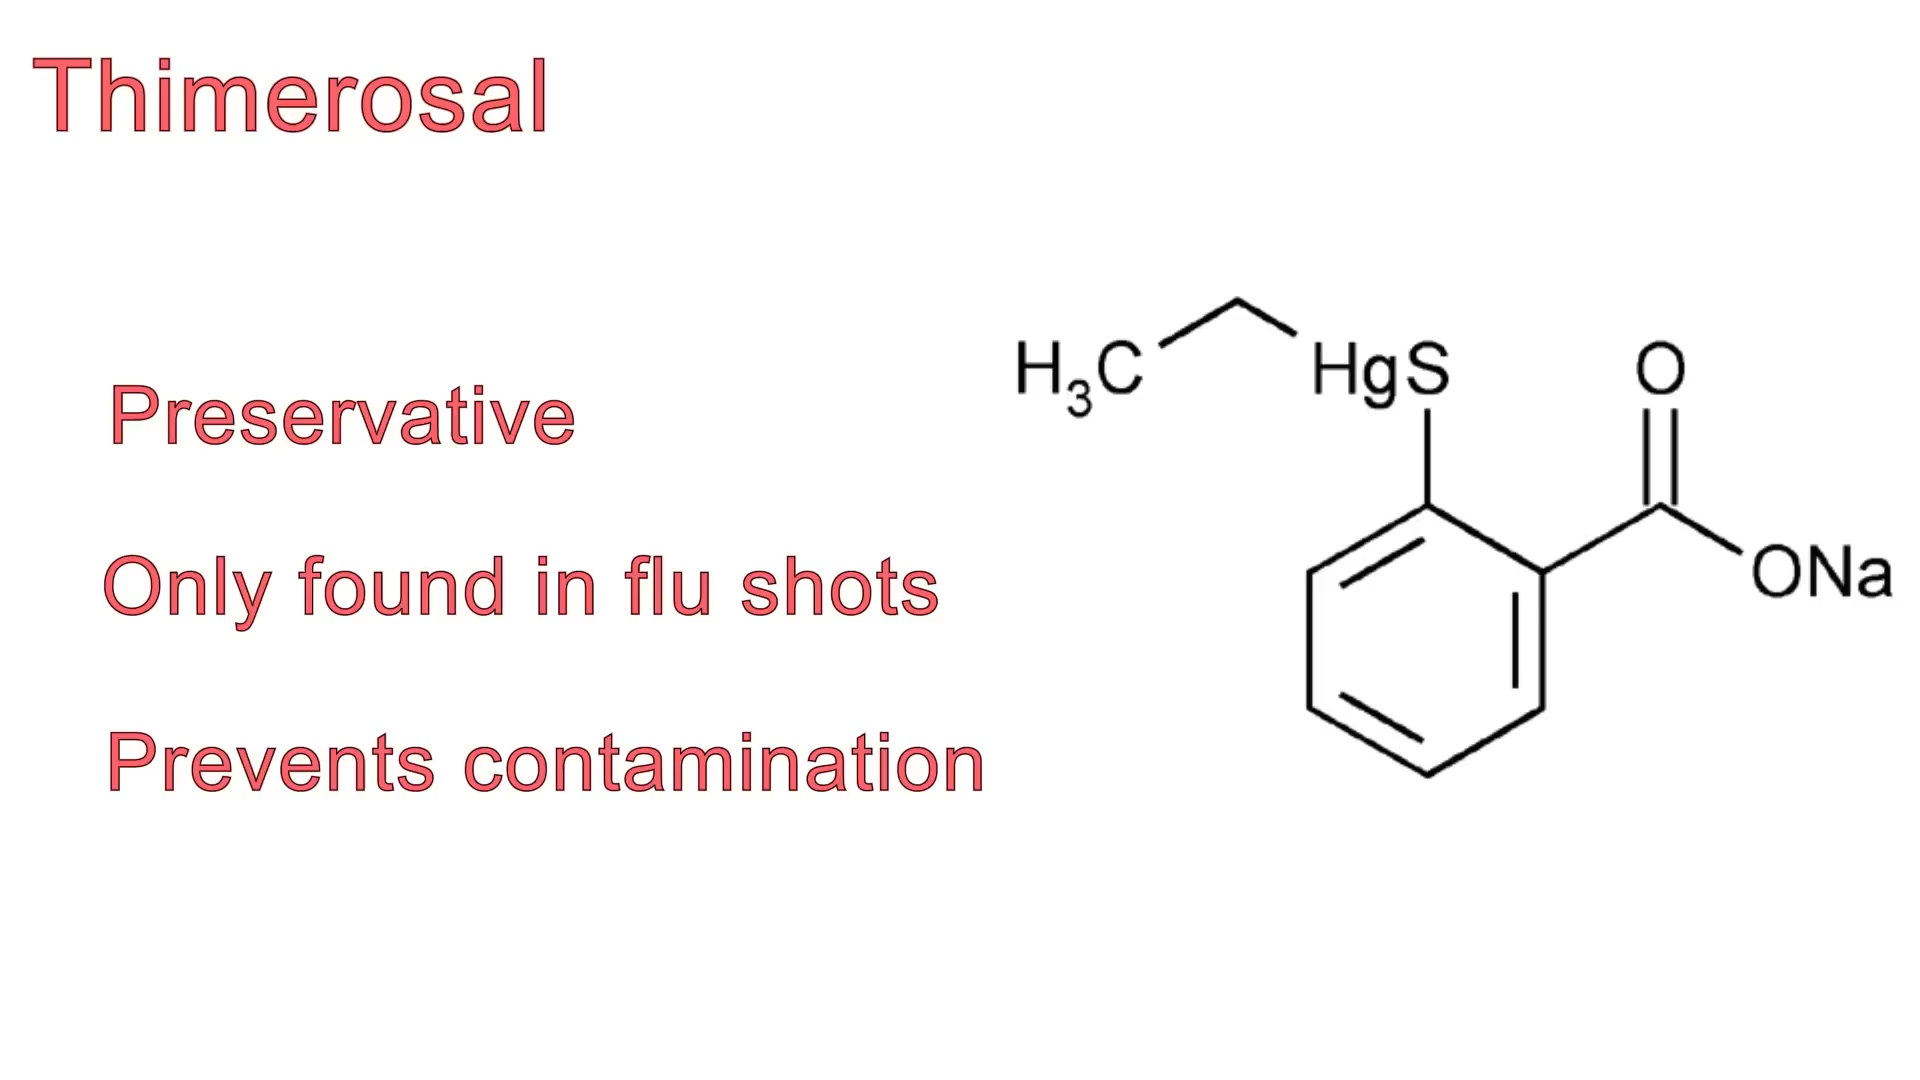 Thimerosal
Preservative
Only found in flu shots
Prevents contamination
H3C
HgS
O
ONa